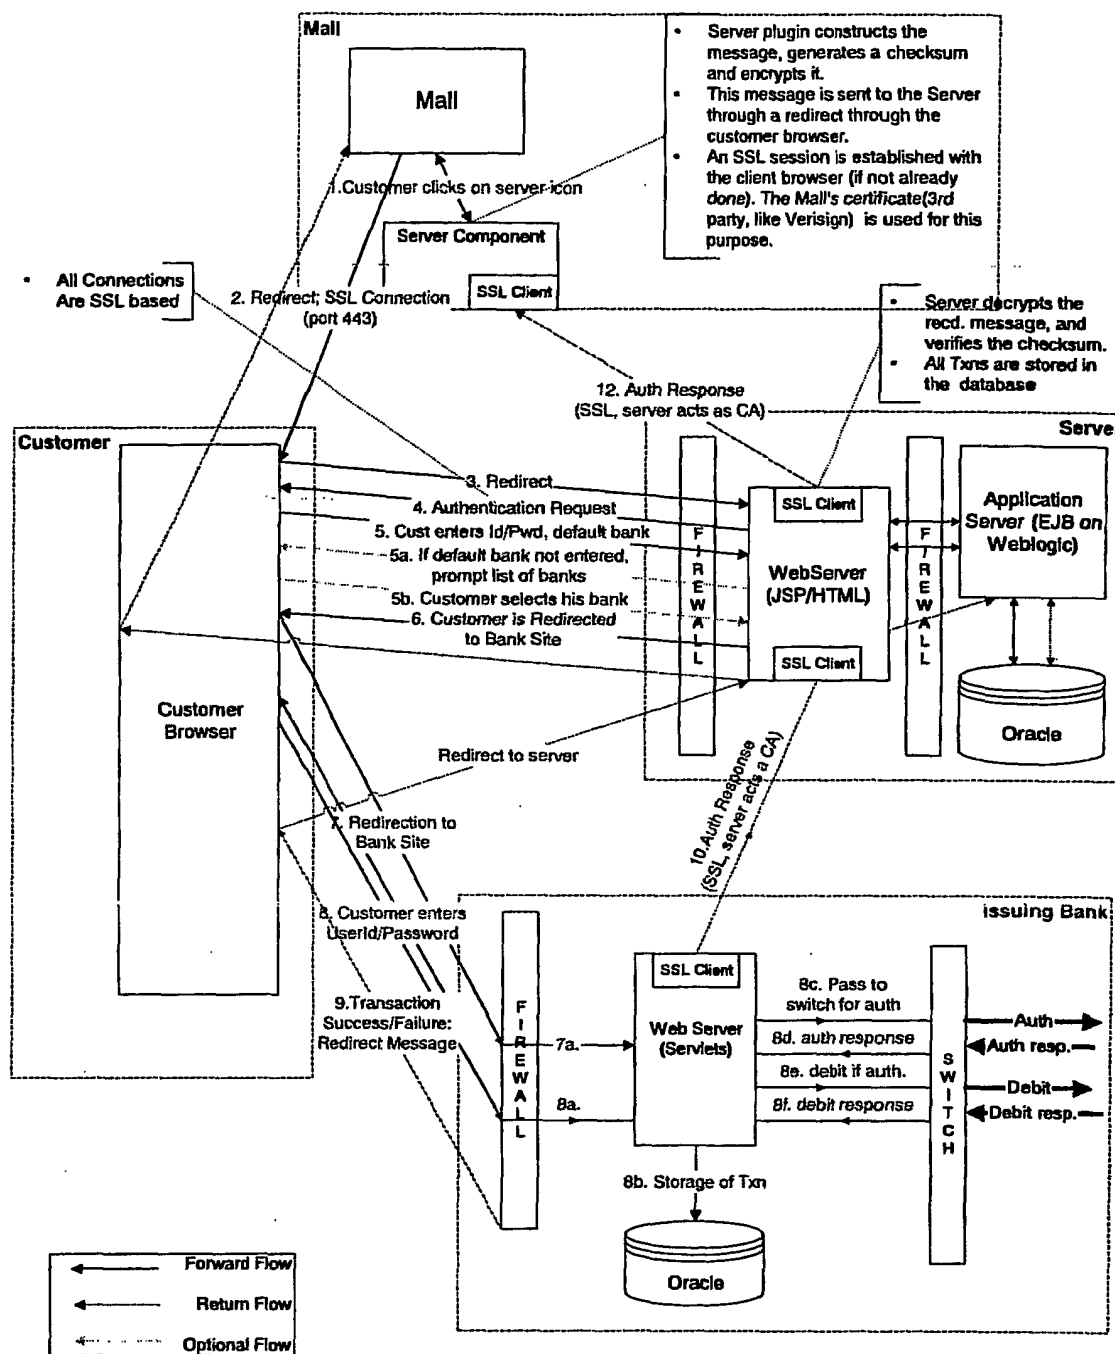 Mall
Mall
• Server plugin constructs the
message, generates a checksum
and encrypts it.
• This message is sent to the Server
through a redirect through the
customer browser.
• An SSL session is established with
the client browser (if not already
done). The Mall's certificate(3rd
party, like Verisign) is used for this
purpose.
1.Customer clicks on server icon
Server Component
SSL Client
• All Connections
Are SSL based
2. Redirect; SSL Connection
(port 443)
• Server decrypts the
recd. message, and
verifies the checksum.
• All Txns are stored in
the database
12. Auth Response
(SSL, server acts as CA)
Customer
Serve
3. Redirect
4. Authentication Request
5. Cust enters Id/Pwd, default bank
5a. If default bank not entered,
prompt list of banks
5b. Customer selects his bank
6. Customer is Redirected
to Bank Site
FIREWALL
SSL Client
WebServer
(JSP/HTML)
SSL Client
FIREWALL
Application
Server (EJB on
Weblogic)
Oracle
Customer
Browser
Redirect to server
10.Auth Response
(SSL, server acts a CA)
7. Redirection to
Bank Site
8. Customer enters
UserId/Password
9.Transaction
Success/Failure:
Redirect Message
issuing Bank
FIREWALL
7a.
8a.
SSL Client
Web Server
(Servlets)
8c. Pass to
switch for auth
8d. auth response
8e. debit if auth.
8f. debit response
SWITCH
Auth
Auth resp.
Debit
Debit resp.
8b. Storage of Txn
Oracle
Forward Flow
Return Flow
Optional Flow